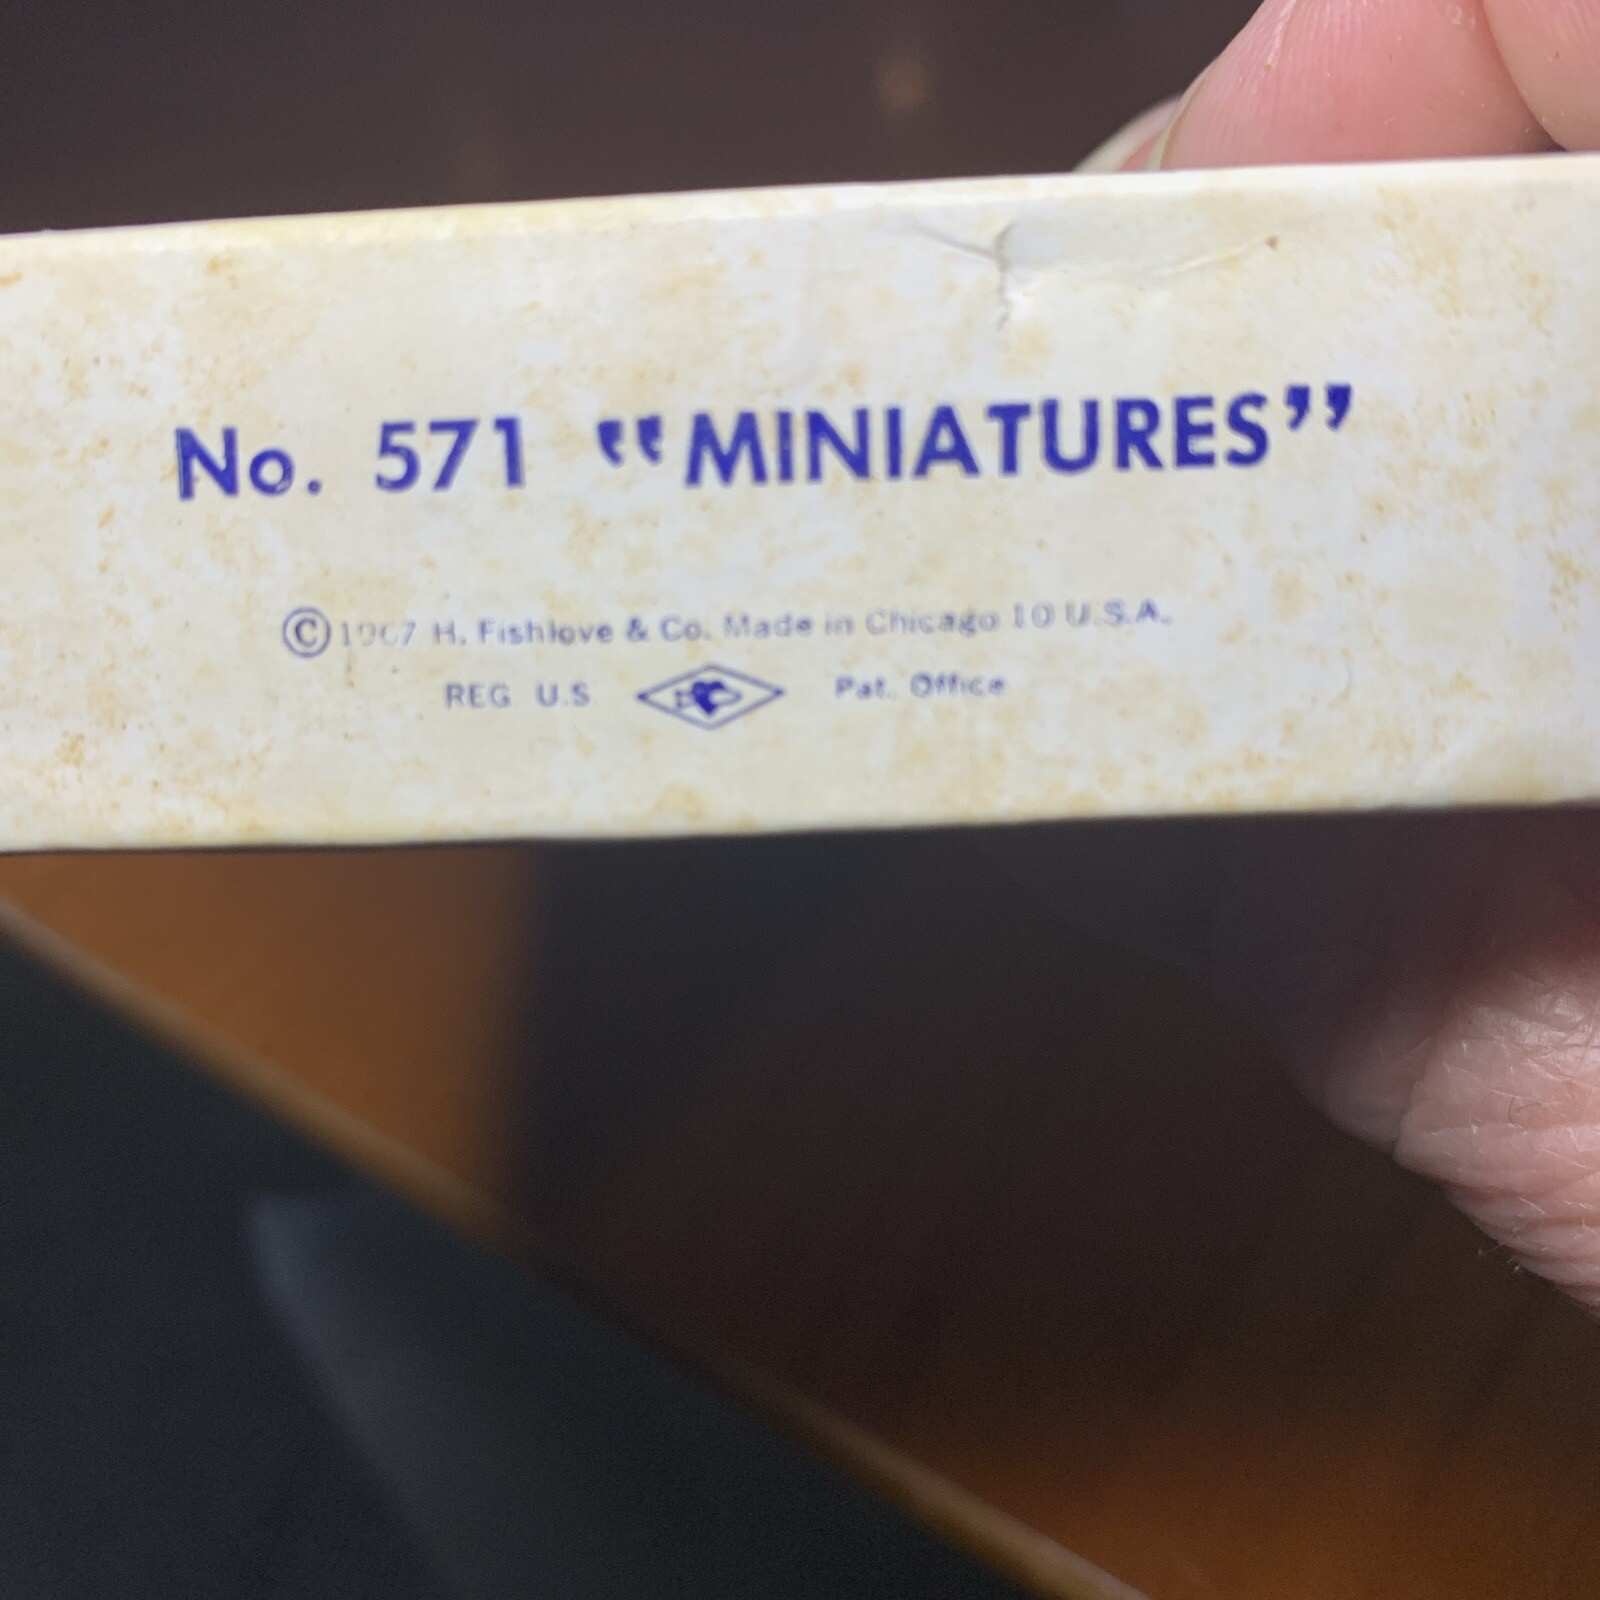 No. 571 “MINIATURES”
© 1967 H. Fishlove & Co. Made in Chicago 10 U.S.A.
REG U.S. Pat. Office